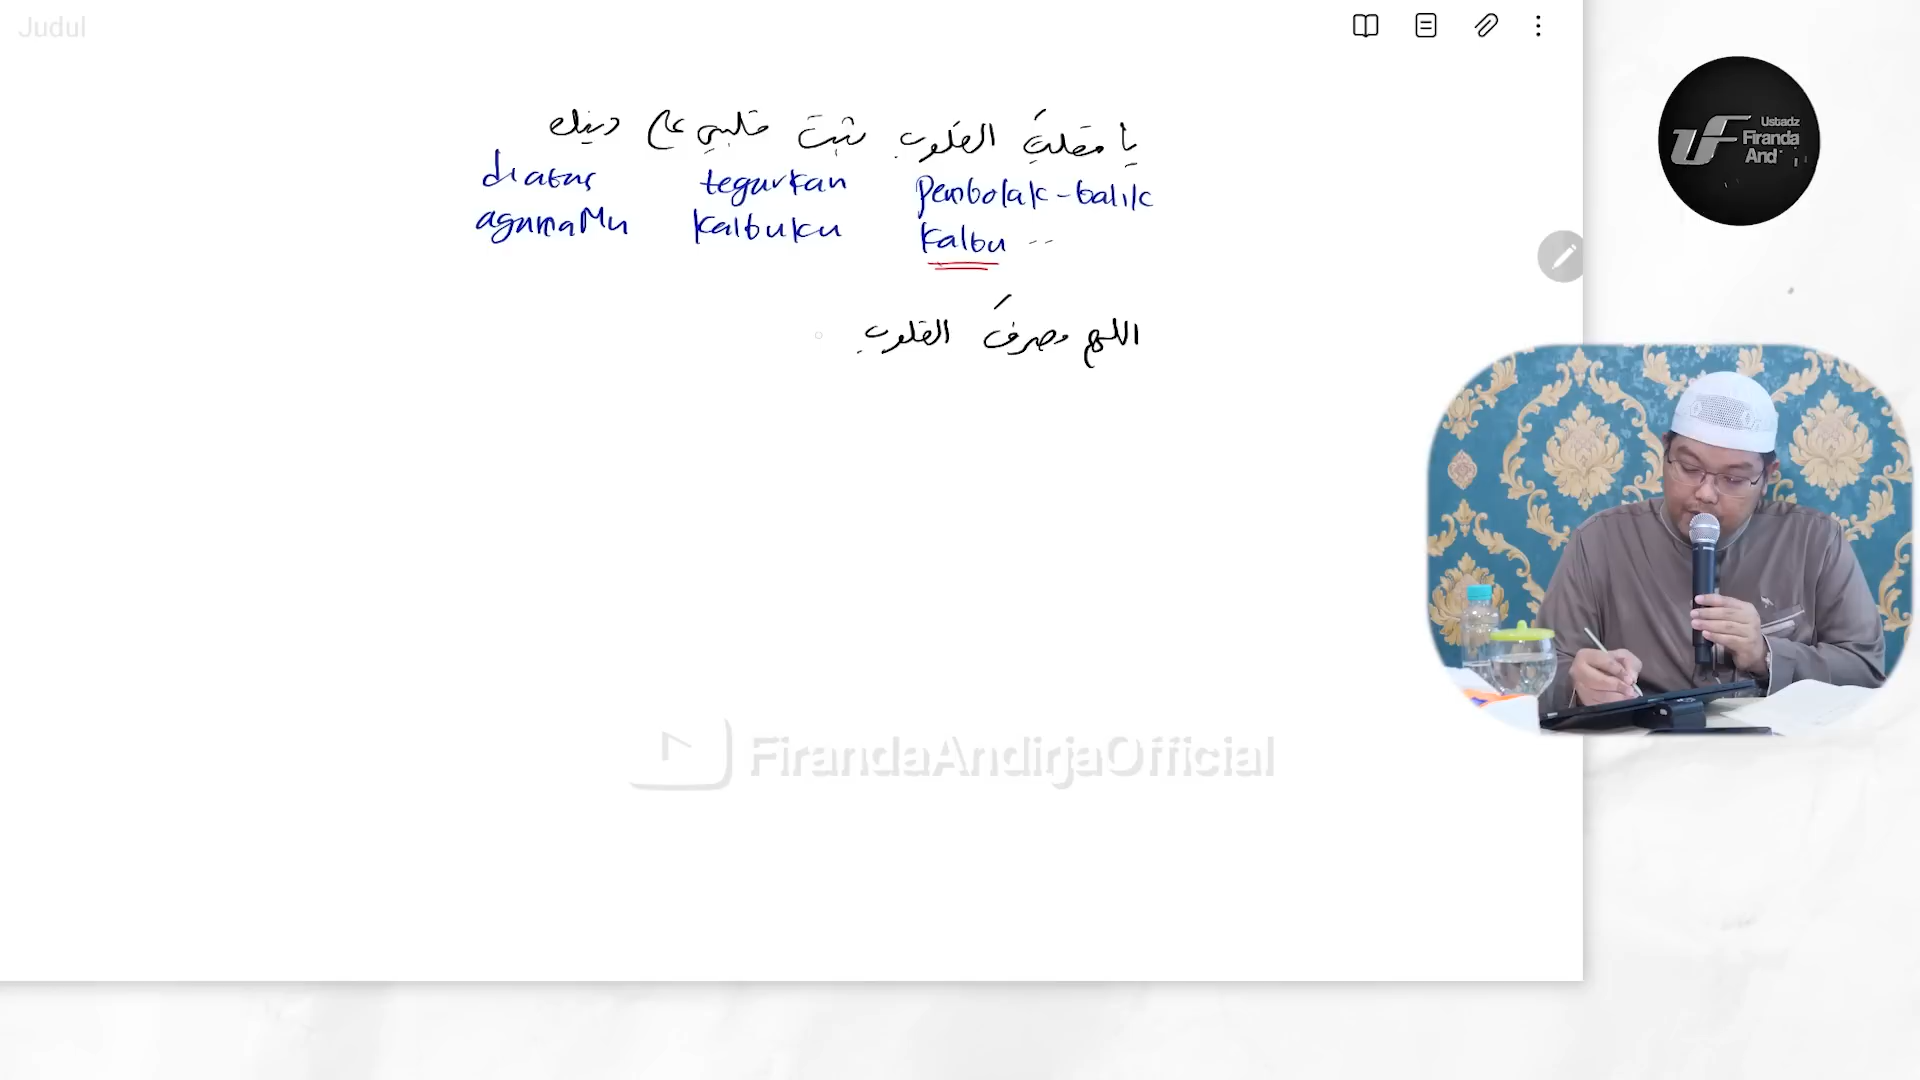 Judul
يا مقلبَ القلوب ثبت قلبي على دينك
diatas tegurkan Pembolak-balik
agamaMu kalbuku kalbu --
اللهم مصرفَ القلوب
Ustadz
Firanda
And
FirandaAndirjaOfficial